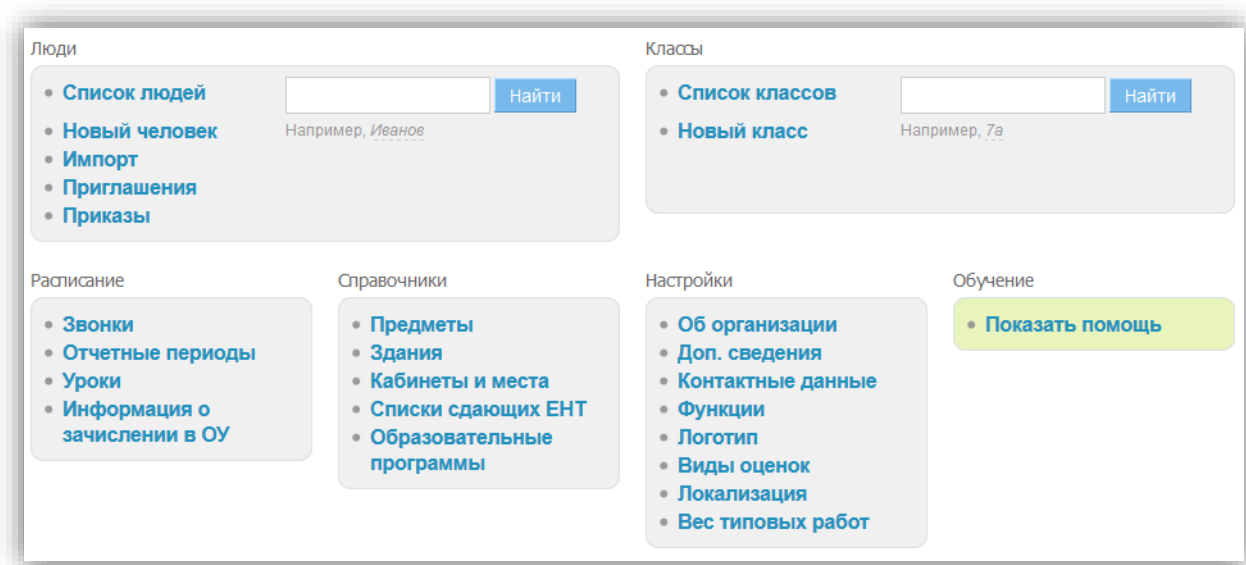 Люди
Список людей
Найти
Новый человек
Например, Иванов
Импорт
Приглашения
Приказы
Классы
Список классов
Найти
Новый класс
Например, 7а
Расписание
Звонки
Отчетные периоды
Уроки
Информация о
зачислении в ОУ
Справочники
Предметы
Здания
Кабинеты и места
Списки сдающих ЕНТ
Образовательные
программы
Настройки
Об организации
Доп. сведения
Контактные данные
Функции
Логотип
Виды оценок
Локализация
Вес типовых работ
Обучение
Показать помощь